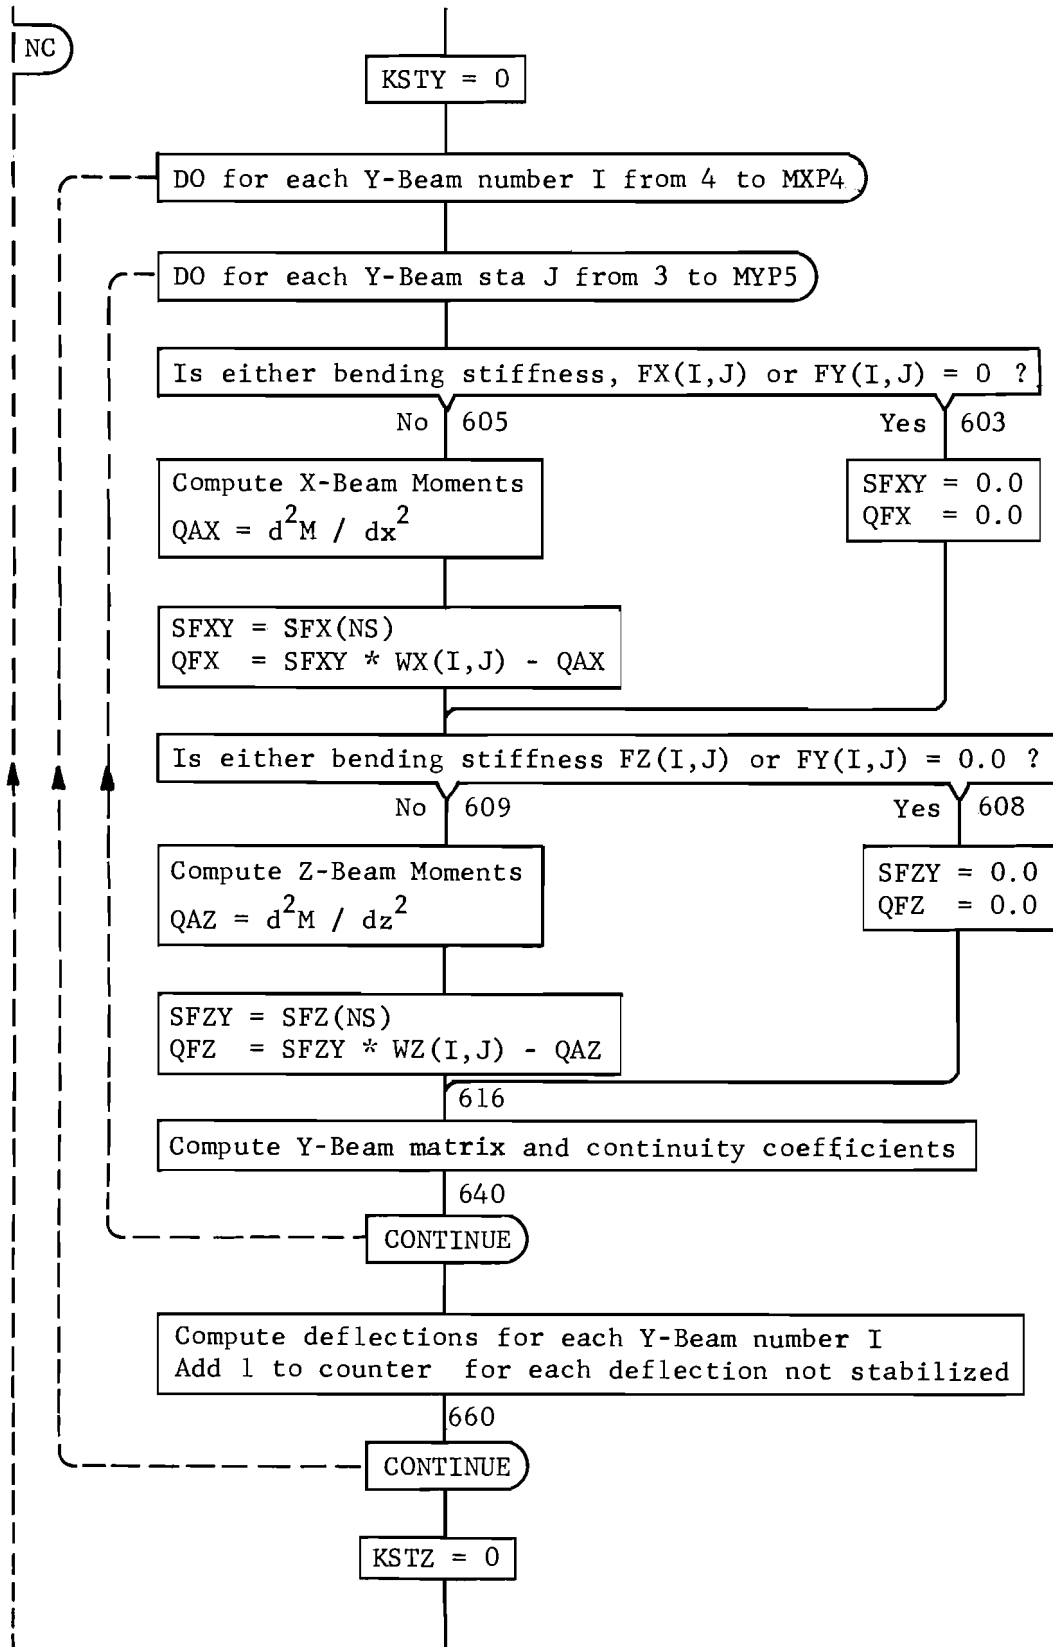 NC
KSTY = 0
DO for each Y-Beam number I from 4 to MXP4
DO for each Y-Beam sta J from 3 to MYP5
Is either bending stiffness, FX(I,J) or FY(I,J) = 0 ?
No 605
Yes 603
Compute X-Beam Moments
QAX = d²M / dx²
SFXY = 0.0
QFX = 0.0
SFXY = SFX(NS)
QFX = SFXY * WX(I,J) - QAX
Is either bending stiffness FZ(I,J) or FY(I,J) = 0.0 ?
No 609
Yes 608
Compute Z-Beam Moments
QAZ = d²M / dz²
SFZY = 0.0
QFZ = 0.0
SFZY = SFZ(NS)
QFZ = SFZY * WZ(I,J) - QAZ
616
Compute Y-Beam matrix and continuity coefficients
640
CONTINUE
Compute deflections for each Y-Beam number I
Add 1 to counter for each deflection not stabilized
660
CONTINUE
KSTZ = 0